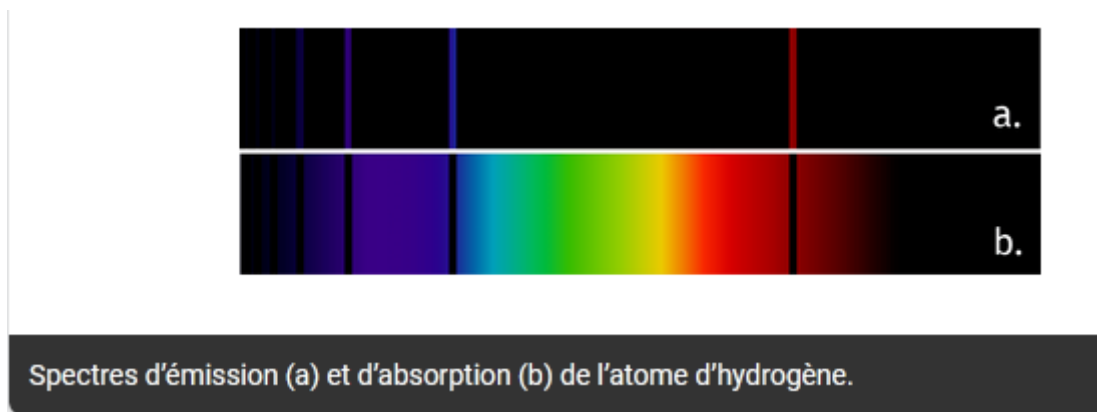 a.
b.
Spectres d’émission (a) et d’absorption (b) de l’atome d’hydrogène.